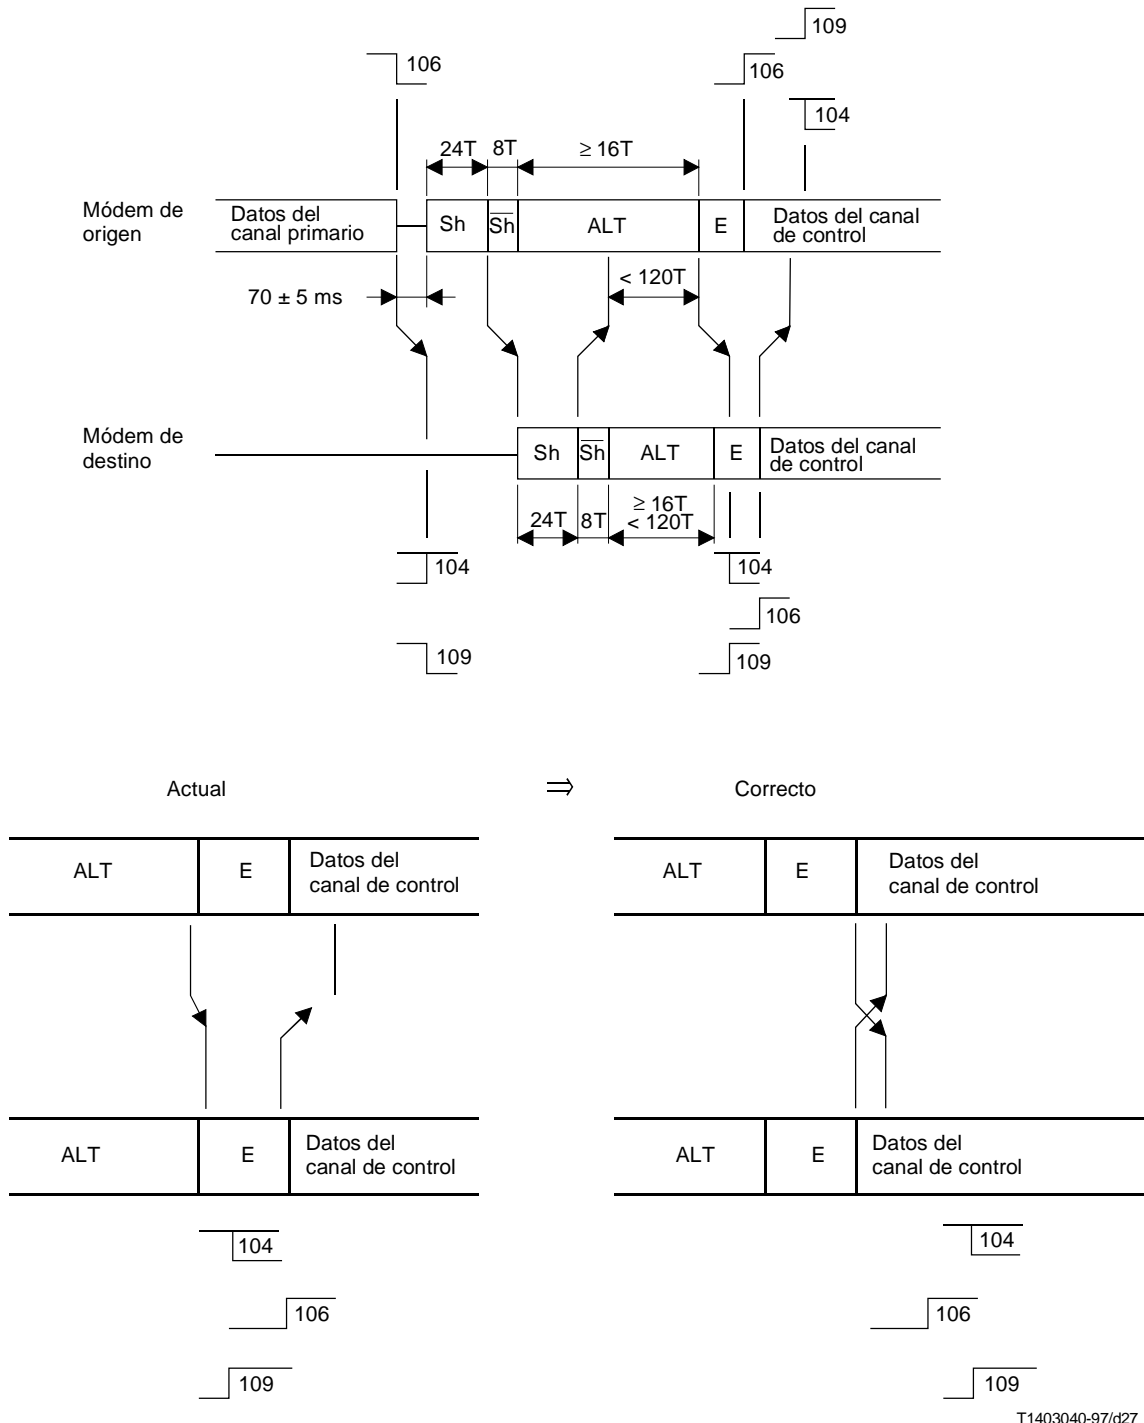 109
106
106
104
24T 8T ≥ 16T
Módem de
origen
Datos del
canal primario
Sh
Sh
ALT
E
Datos del canal
de control
< 120T
70 ± 5 ms
Módem de
destino
Sh
Sh
ALT
E
Datos del canal
de control
24T 8T ≥ 16T
< 120T
104
104
106
109
109
Actual ⇒ Correcto
ALT
E
Datos del
canal de control
ALT
E
Datos del
canal de control
ALT
E
Datos del
canal de control
ALT
E
Datos del
canal de control
104
104
106
106
109
109
T1403040-97/d27